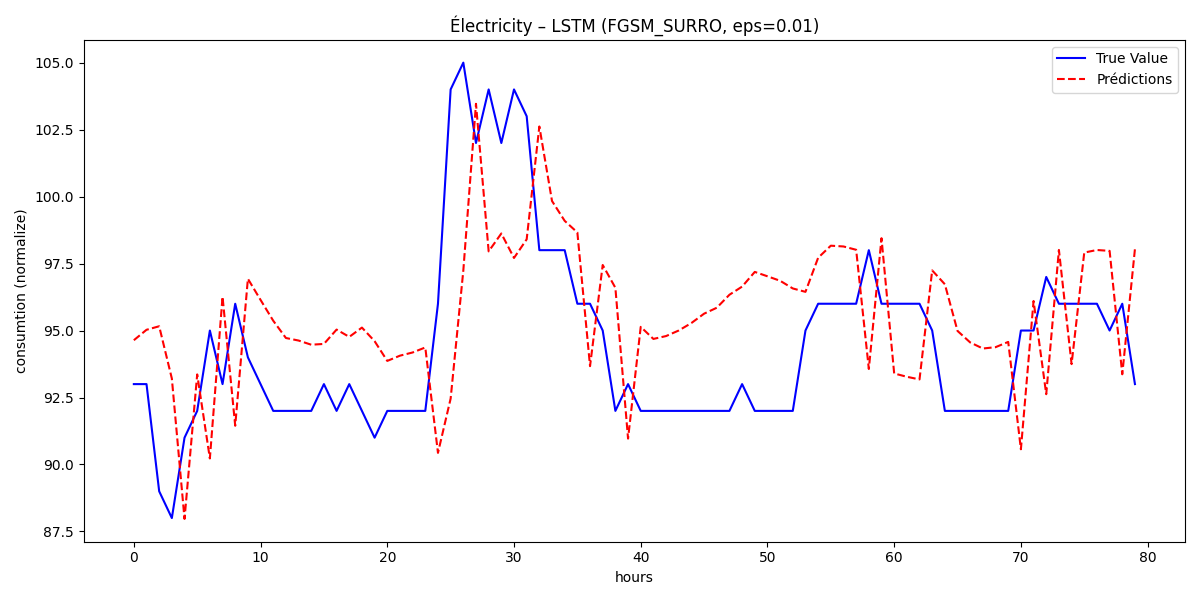 Électricity – LSTM (FGSM_SURRO, eps=0.01)
True Value
Prédictions
consumtion (normalize)
105.0
102.5
100.0
97.5
95.0
92.5
90.0
87.5
0 10 20 30 40 50 60 70 80
hours